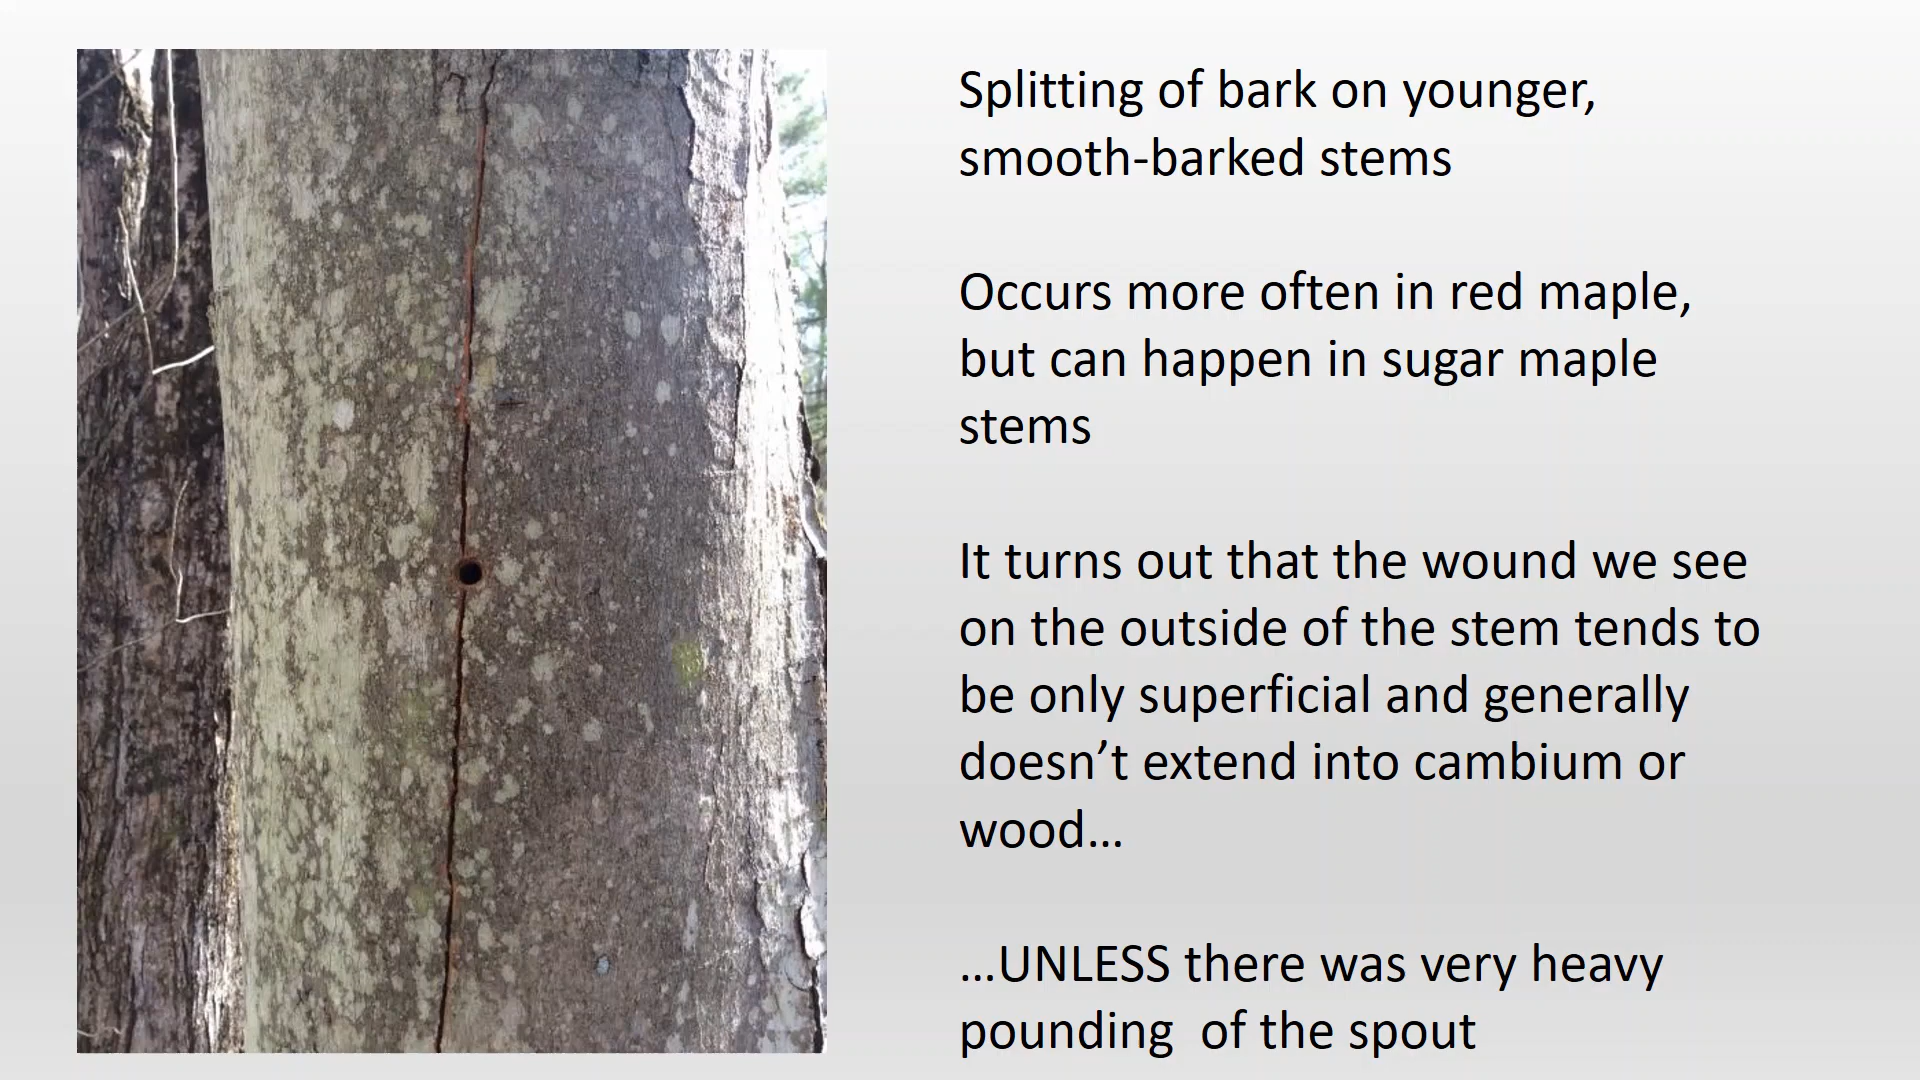 Splitting of bark on younger,
smooth-barked stems
Occurs more often in red maple,
but can happen in sugar maple
stems
It turns out that the wound we see
on the outside of the stem tends to
be only superficial and generally
doesn’t extend into cambium or
wood…
…UNLESS there was very heavy
pounding  of the spout